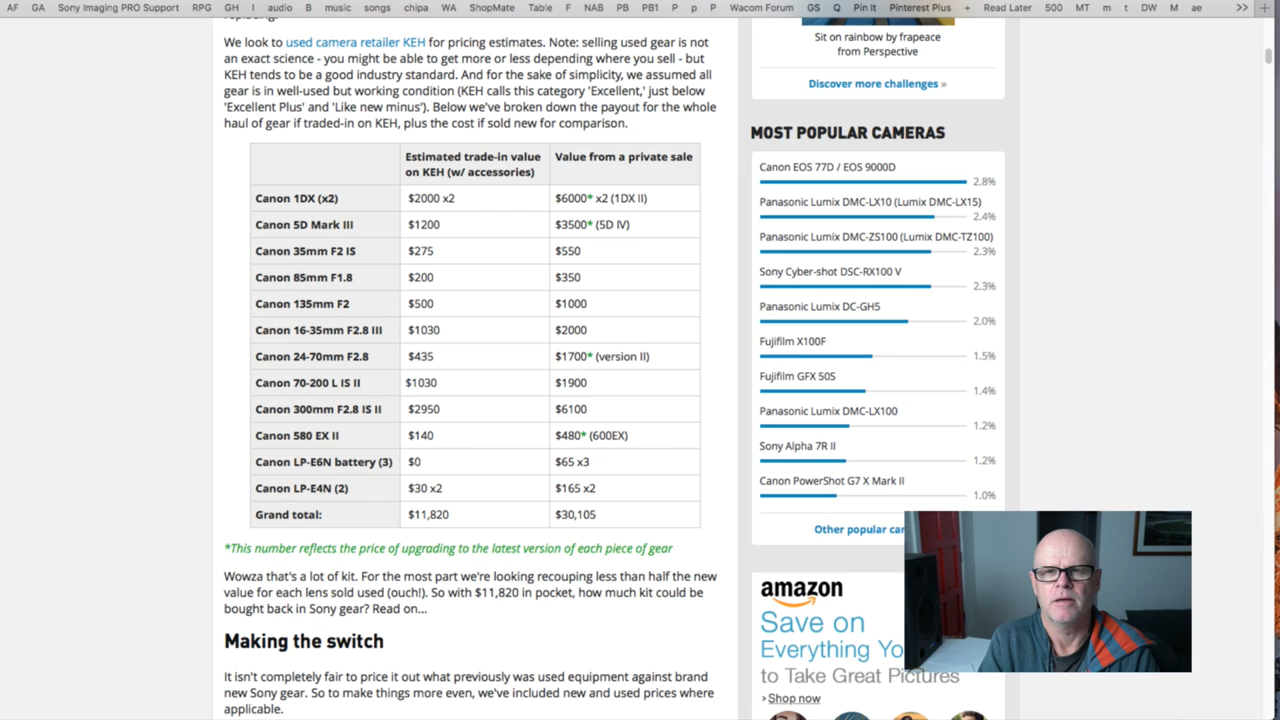 AF GA Sony Imaging PRO Support RPG GH I audio B music songs chipa WA ShopMate Table F NAB PB PB1 P p P Wacom Forum GS Q Pin It Pinterest Plus + Read Later 500 MT m t DW M ae >>
replacing.
We look to used camera retailer KEH for pricing estimates. Note: selling used gear is not
an exact science - you might be able to get more or less depending where you sell - but
KEH tends to be a good industry standard. And for the sake of simplicity, we assumed all
gear is in well-used but working condition (KEH calls this category 'Excellent,' just below
'Excellent Plus' and 'Like new minus'). Below we've broken down the payout for the whole
haul of gear if traded-in on KEH, plus the cost if sold new for comparison.
Estimated trade-in value
on KEH (w/ accessories)
Value from a private sale
Canon 1DX (x2) $2000 x2 $6000* x2 (1DX II)
Canon 5D Mark III $1200 $3500* (5D IV)
Canon 35mm F2 IS $275 $550
Canon 85mm F1.8 $200 $350
Canon 135mm F2 $500 $1000
Canon 16-35mm F2.8 III $1030 $2000
Canon 24-70mm F2.8 $435 $1700* (version II)
Canon 70-200 L IS II $1030 $1900
Canon 300mm F2.8 IS II $2950 $6100
Canon 580 EX II $140 $480* (600EX)
Canon LP-E6N battery (3) $0 $65 x3
Canon LP-E4N (2) $30 x2 $165 x2
Grand total: $11,820 $30,105
*This number reflects the price of upgrading to the latest version of each piece of gear
Wowza that's a lot of kit. For the most part we're looking recouping less than half the new
value for each lens sold used (ouch!). So with $11,820 in pocket, how much kit could be
bought back in Sony gear? Read on...
Making the switch
It isn't completely fair to price it out what previously was used equipment against brand
new Sony gear. So to make things more even, we've included new and used prices where
applicable.
Sit on rainbow by frapeace
from Perspective
Discover more challenges »
MOST POPULAR CAMERAS
Canon EOS 77D / EOS 9000D
2.8%
Panasonic Lumix DMC-LX10 (Lumix DMC-LX15)
2.4%
Panasonic Lumix DMC-ZS100 (Lumix DMC-TZ100)
2.3%
Sony Cyber-shot DSC-RX100 V
2.3%
Panasonic Lumix DC-GH5
2.0%
Fujifilm X100F
1.5%
Fujifilm GFX 50S
1.4%
Panasonic Lumix DMC-LX100
1.2%
Sony Alpha 7R II
1.2%
Canon PowerShot G7 X Mark II
1.0%
Other popular
amazon
Save on
Everything Yo
to Take Great Pictures
› Shop now